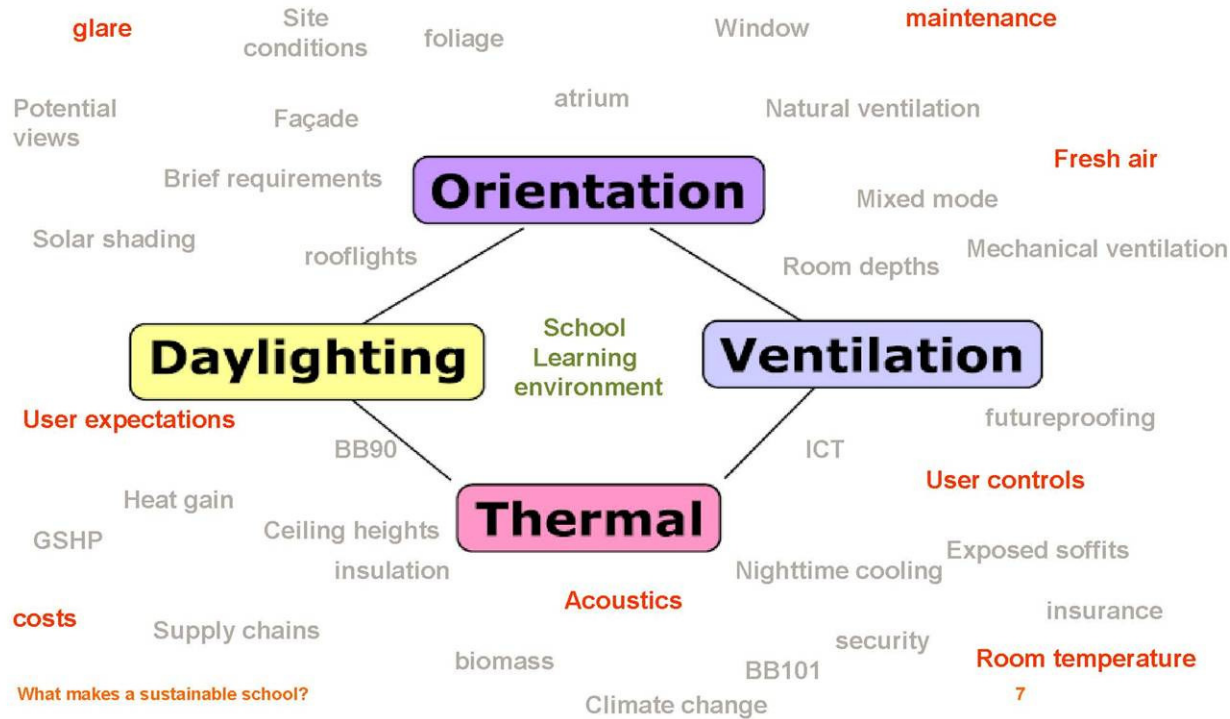 glare
Site
conditions
foliage
Window
maintenance
Potential
views
Façade
atrium
Natural ventilation
Fresh air
Brief requirements
Orientation
Mixed mode
Solar shading
rooflights
Room depths
Mechanical ventilation
Daylighting
School
Learning
environment
Ventilation
User expectations
BB90
ICT
futureproofing
User controls
Heat gain
GSHP
Ceiling heights
Thermal
insulation
Nighttime cooling
Exposed soffits
Acoustics
costs
Supply chains
insurance
security
biomass
BB101
Room temperature
What makes a sustainable school?
Climate change
7